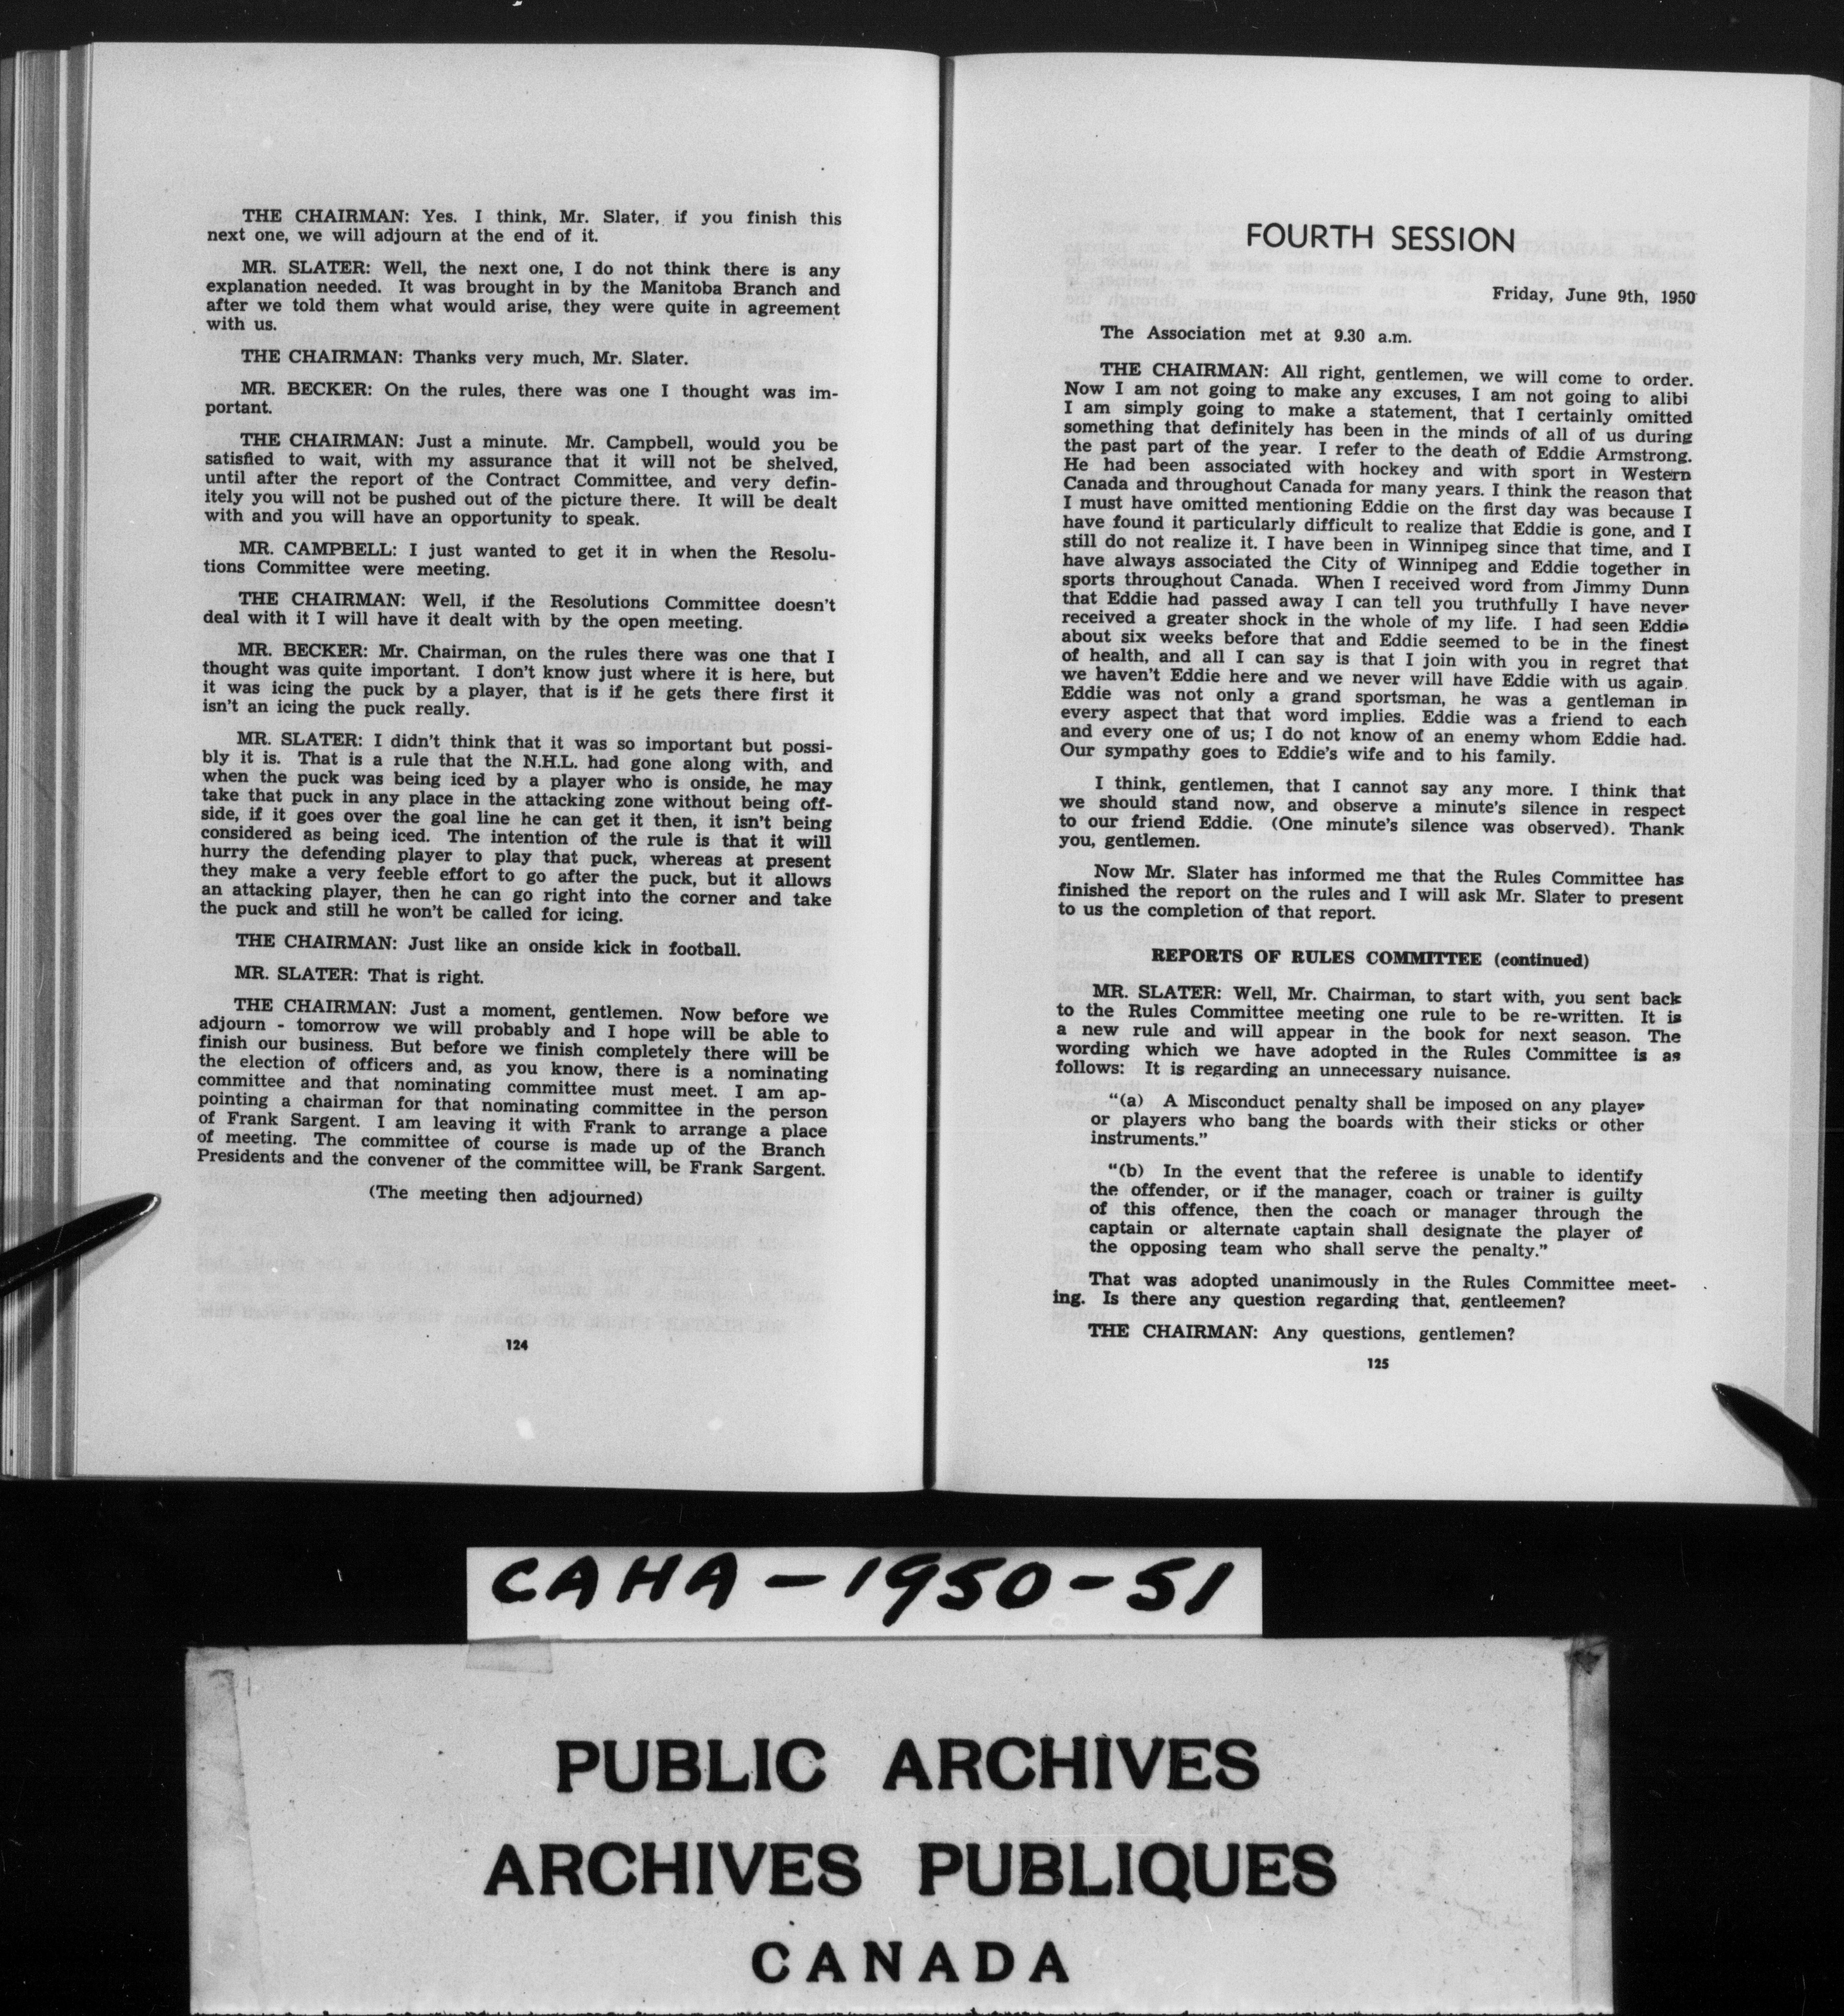 THE CHAIRMAN: Yes. I think, Mr. Slater, if you finish this
next one, we will adjourn at the end of it.
MR. SLATER: Well, the next one, I do not think there is any
explanation needed. It was brought in by the Manitoba Branch and
after we told them what would arise, they were quite in agreement
with us.
THE CHAIRMAN: Thanks very much, Mr. Slater.
MR. BECKER: On the rules, there was one I thought was im-
portant.
THE CHAIRMAN: Just a minute. Mr. Campbell, would you be
satisfied to wait, with my assurance that it will not be shelved,
until after the report of the Contract Committee, and very defin-
itely you will not be pushed out of the picture there. It will be dealt
with and you will have an opportunity to speak.
MR. CAMPBELL: I just wanted to get it in when the Resolu-
tions Committee were meeting.
THE CHAIRMAN: Well, if the Resolutions Committee doesn't
deal with it I will have it dealt with by the open meeting.
MR. BECKER: Mr. Chairman, on the rules there was one that I
thought was quite important. I don't know just where it is here, but
it was icing the puck by a player, that is if he gets there first it
isn't an icing the puck really.
MR. SLATER: I didn't think that it was so important but possi-
bly it is. That is a rule that the N.H.L. had gone along with, and
when the puck was being iced by a player who is onside, he may
take that puck in any place in the attacking zone without being off-
side, if it goes over the goal line he can get it then, it isn't being
considered as being iced. The intention of the rule is that it will
hurry the defending player to play that puck, whereas at present
they make a very feeble effort to go after the puck, but it allows
an attacking player, then he can go right into the corner and take
the puck and still he won't be called for icing.
THE CHAIRMAN: Just like an onside kick in football.
MR. SLATER: That is right.
THE CHAIRMAN: Just a moment, gentlemen. Now before we
adjourn - tomorrow we will probably and I hope will be able to
finish our business. But before we finish completely there will be
the election of officers and, as you know, there is a nominating
committee and that nominating committee must meet. I am ap-
pointing a chairman for that nominating committee in the person
of Frank Sargent. I am leaving it with Frank to arrange a place
of meeting. The committee of course is made up of the Branch
Presidents and the convener of the committee will, be Frank Sargent.
(The meeting then adjourned)
124
FOURTH SESSION
Friday, June 9th, 1950
The Association met at 9.30 a.m.
THE CHAIRMAN: All right, gentlemen, we will come to order.
Now I am not going to make any excuses, I am not going to alibi
I am simply going to make a statement, that I certainly omitted
something that definitely has been in the minds of all of us during
the past part of the year. I refer to the death of Eddie Armstrong.
He had been associated with hockey and with sport in Western
Canada and throughout Canada for many years. I think the reason that
I must have omitted mentioning Eddie on the first day was because I
have found it particularly difficult to realize that Eddie is gone, and I
still do not realize it. I have been in Winnipeg since that time, and I
have always associated the City of Winnipeg and Eddie together in
sports throughout Canada. When I received word from Jimmy Dunn
that Eddie had passed away I can tell you truthfully I have never
received a greater shock in the whole of my life. I had seen Eddie
about six weeks before that and Eddie seemed to be in the finest
of health, and all I can say is that I join with you in regret that
we haven't Eddie here and we never will have Eddie with us again.
Eddie was not only a grand sportsman, he was a gentleman in
every aspect that that word implies. Eddie was a friend to each
and every one of us; I do not know of an enemy whom Eddie had.
Our sympathy goes to Eddie's wife and to his family.
I think, gentlemen, that I cannot say any more. I think that
we should stand now, and observe a minute's silence in respect
to our friend Eddie. (One minute's silence was observed). Thank
you, gentlemen.
Now Mr. Slater has informed me that the Rules Committee has
finished the report on the rules and I will ask Mr. Slater to present
to us the completion of that report.
REPORTS OF RULES COMMITTEE (continued)
MR. SLATER: Well, Mr. Chairman, to start with, you sent back
to the Rules Committee meeting one rule to be re-written. It is
a new rule and will appear in the book for next season. The
wording which we have adopted in the Rules Committee is as
follows: It is regarding an unnecessary nuisance.
"(a) A Misconduct penalty shall be imposed on any player
or players who bang the boards with their sticks or other
instruments."
"(b) In the event that the referee is unable to identify
the offender, or if the manager, coach or trainer is guilty
of this offence, then the coach or manager through the
captain or alternate captain shall designate the player of
the opposing team who shall serve the penalty."
That was adopted unanimously in the Rules Committee meet-
ing. Is there any question regarding that, gentleemen?
THE CHAIRMAN: Any questions, gentlemen?
125
CAHA - 1950-51
PUBLIC ARCHIVES
ARCHIVES PUBLIQUES
CANADA